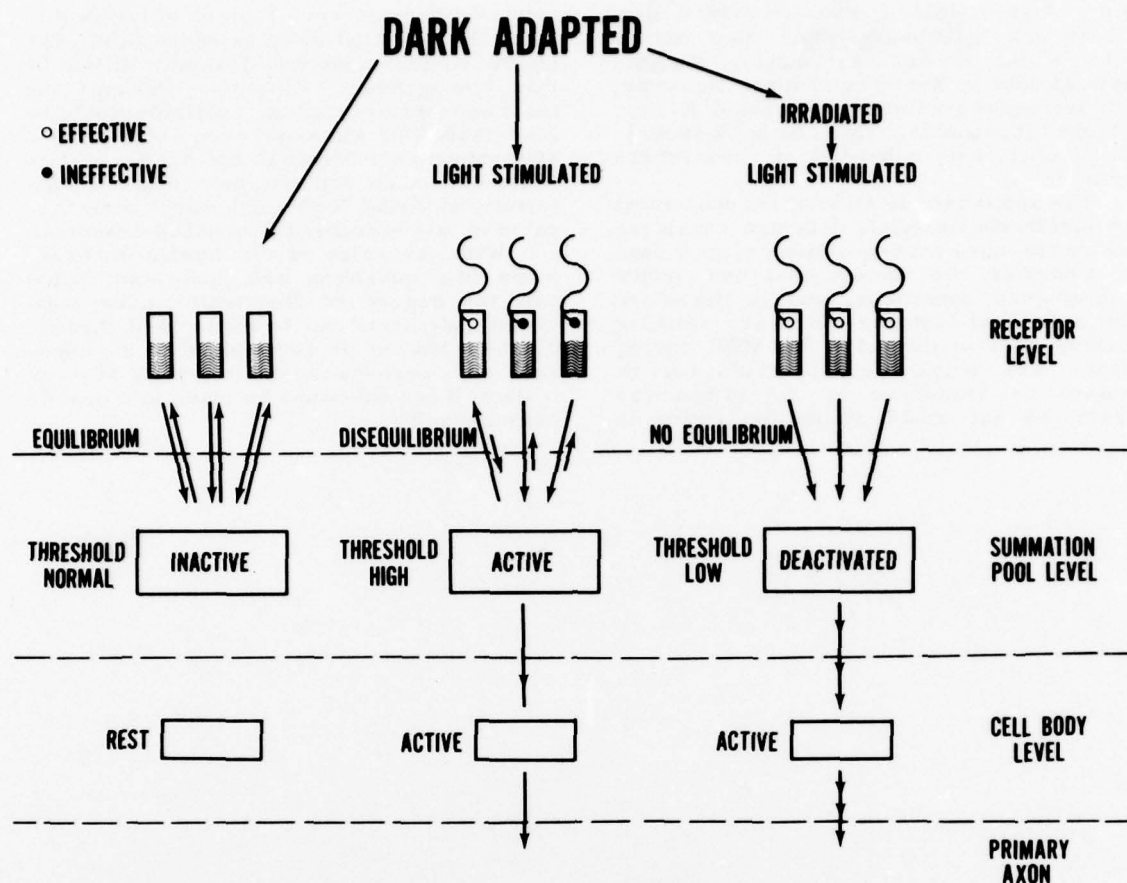 DARK ADAPTED
IRRADIATED
EFFECTIVE
INEFFECTIVE
LIGHT STIMULATED
LIGHT STIMULATED
RECEPTOR
LEVEL
EQUILIBRIUM
DISEQUILIBRIUM
NO EQUILIBRIUM
THRESHOLD
NORMAL
INACTIVE
THRESHOLD
HIGH
ACTIVE
THRESHOLD
LOW
DEACTIVATED
SUMMATION
POOL LEVEL
REST
ACTIVE
ACTIVE
CELL BODY
LEVEL
PRIMARY
AXON